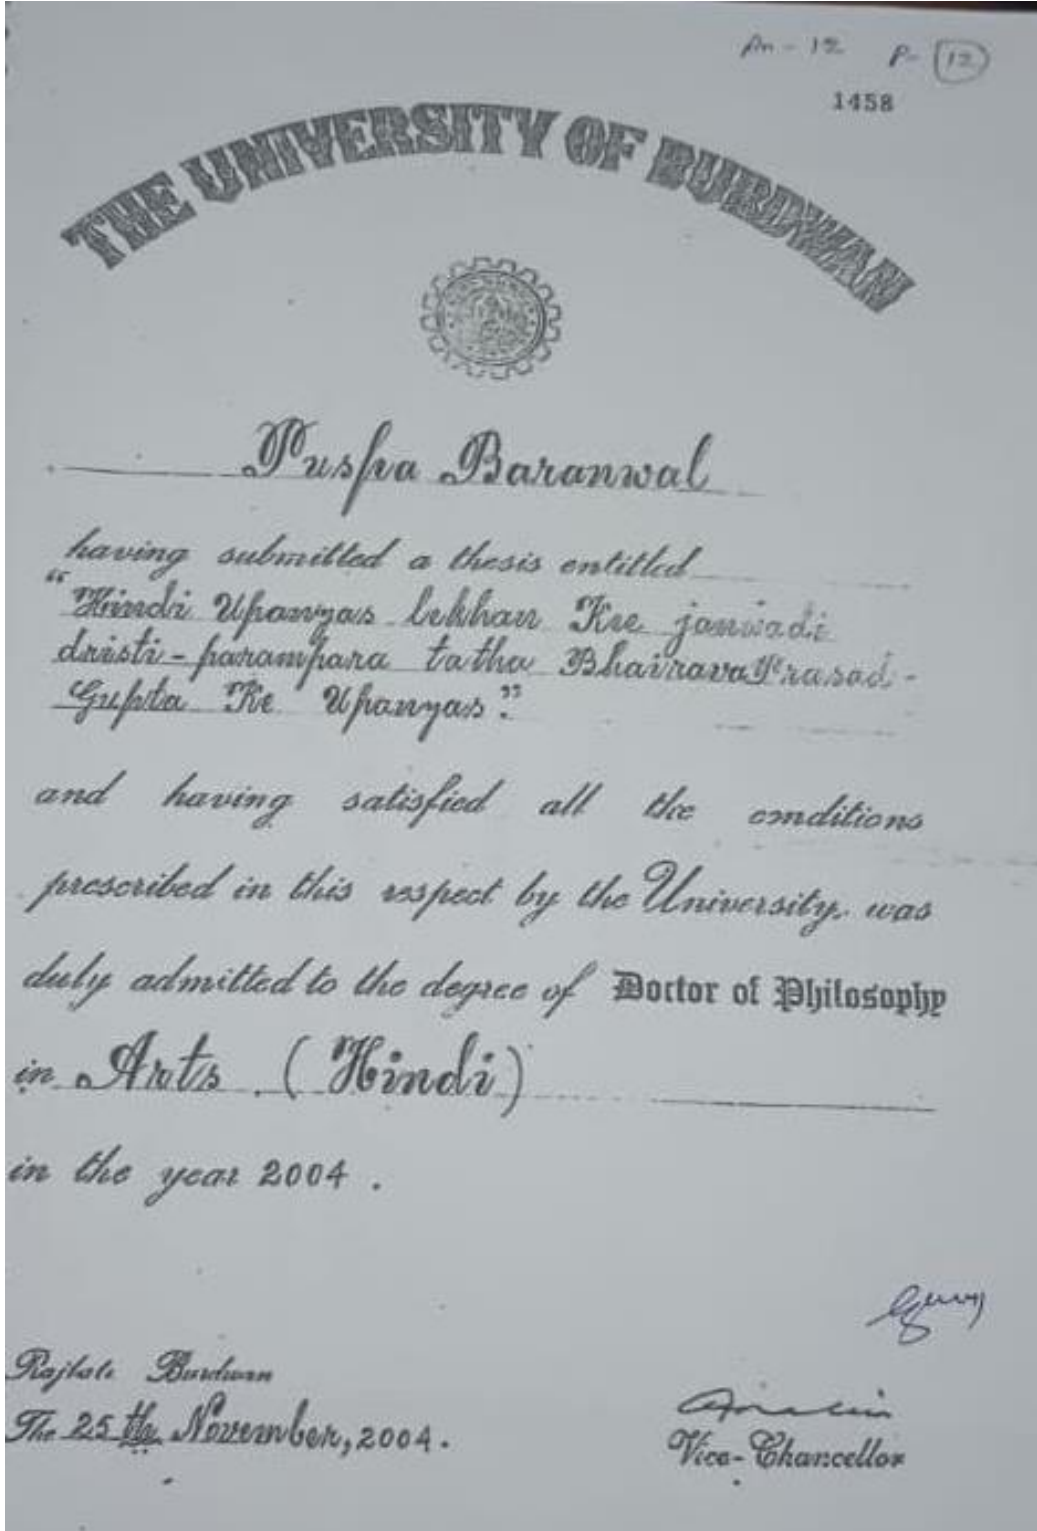 An - 12 P- 12
1458
THE UNIVERSITY OF BURDWAN
Puspa Baranwal
having submitted a thesis entitled
“Hindi Upanyas lekhan Kee janwadi
dristi - parampara tatha Bhairava Prasad -
Gupta Ke Upanyas”.
and having satisfied all the conditions
prescribed in this respect by the University, was
duly admitted to the degree of Doctor of Philosophy
in Arts (Hindi)
in the year 2004 .
Rajbati Burdwan
The 25 th November, 2004.
Vice-Chancellor